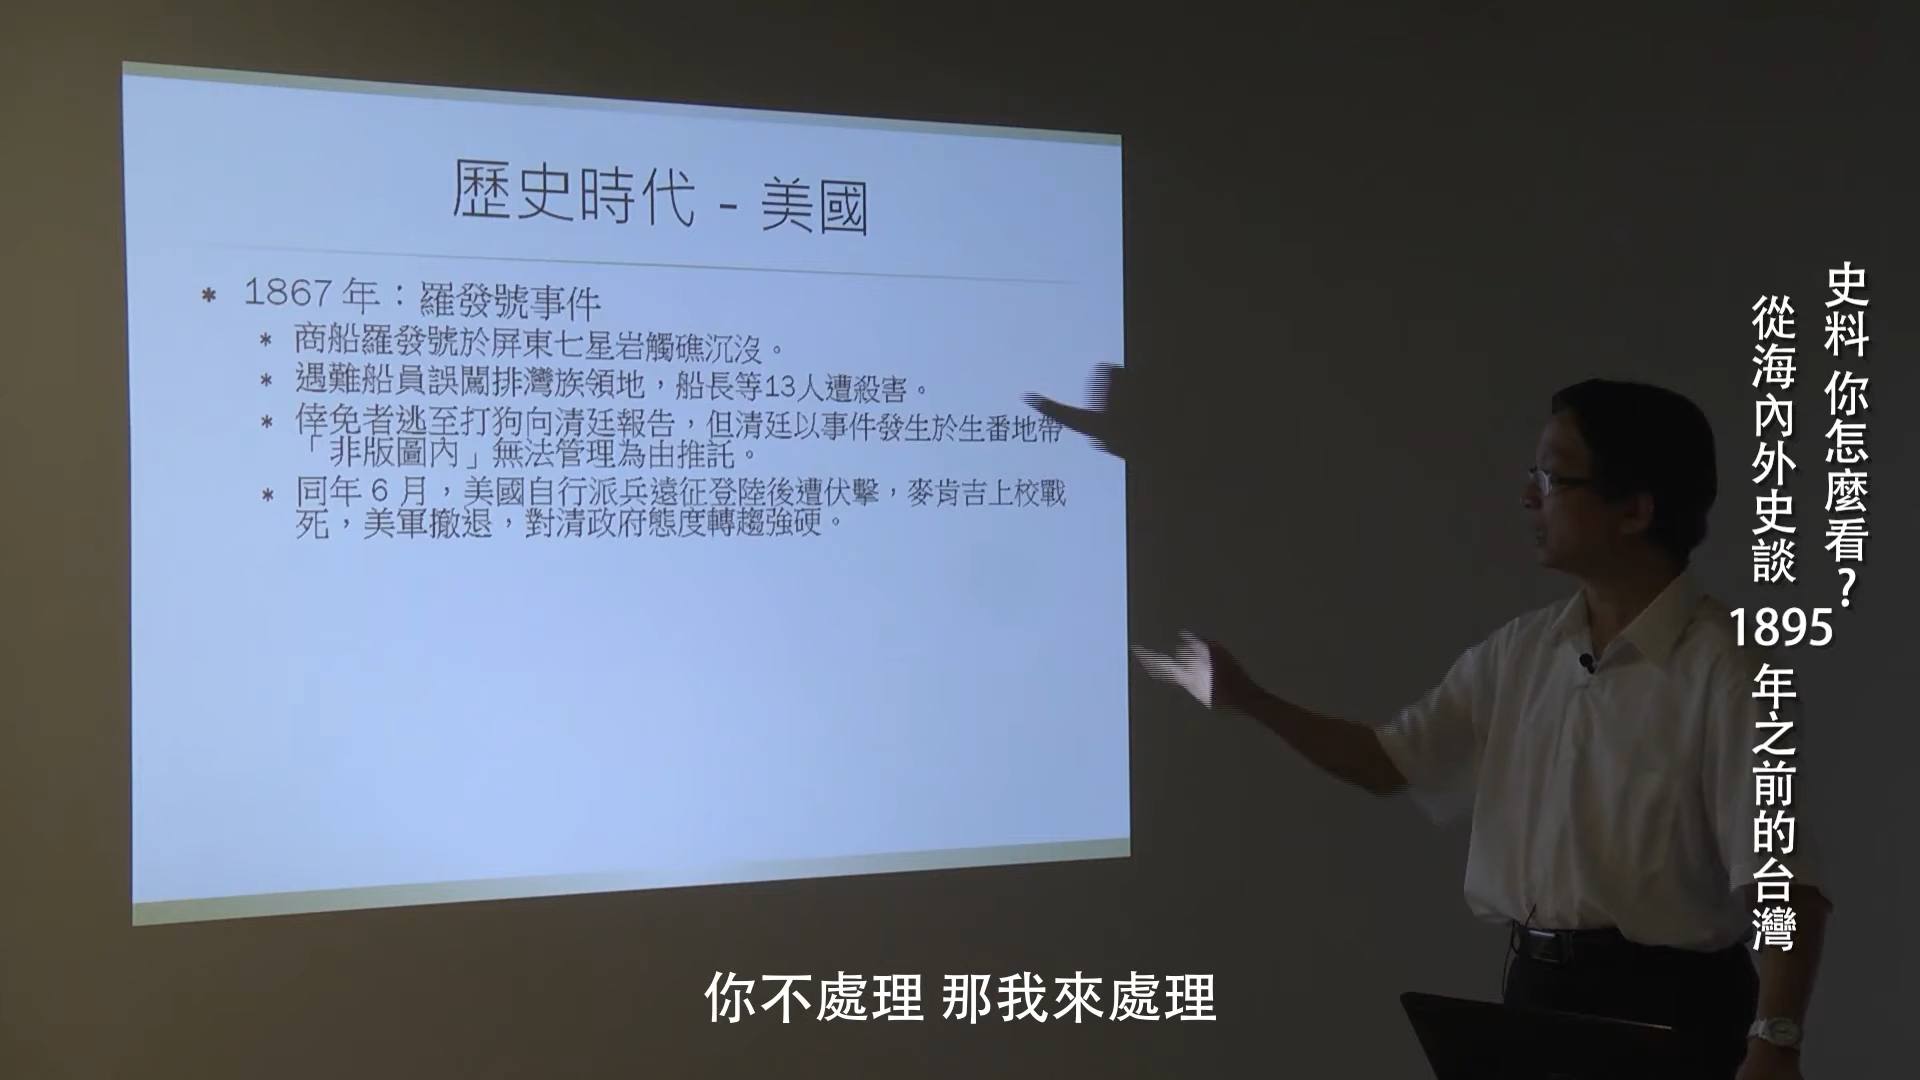 歷史時代 - 美國
* 1867 年：羅發號事件
* 商船羅發號於屏東七星岩觸礁沉沒。
* 遇難船員誤闖排灣族領地，船長等13人遭殺害。
* 倖免者逃至打狗向清廷報告，但清廷以事件發生於生番地帶
「非版圖內」無法管理為由推託。
* 同年 6 月，美國自行派兵遠征登陸後遭伏擊，麥肯吉上校戰
死，美軍撤退，對清政府態度轉趨強硬。
史料 你怎麼看？
從海內外史談 1895 年之前的台灣
你不處理 那我來處理